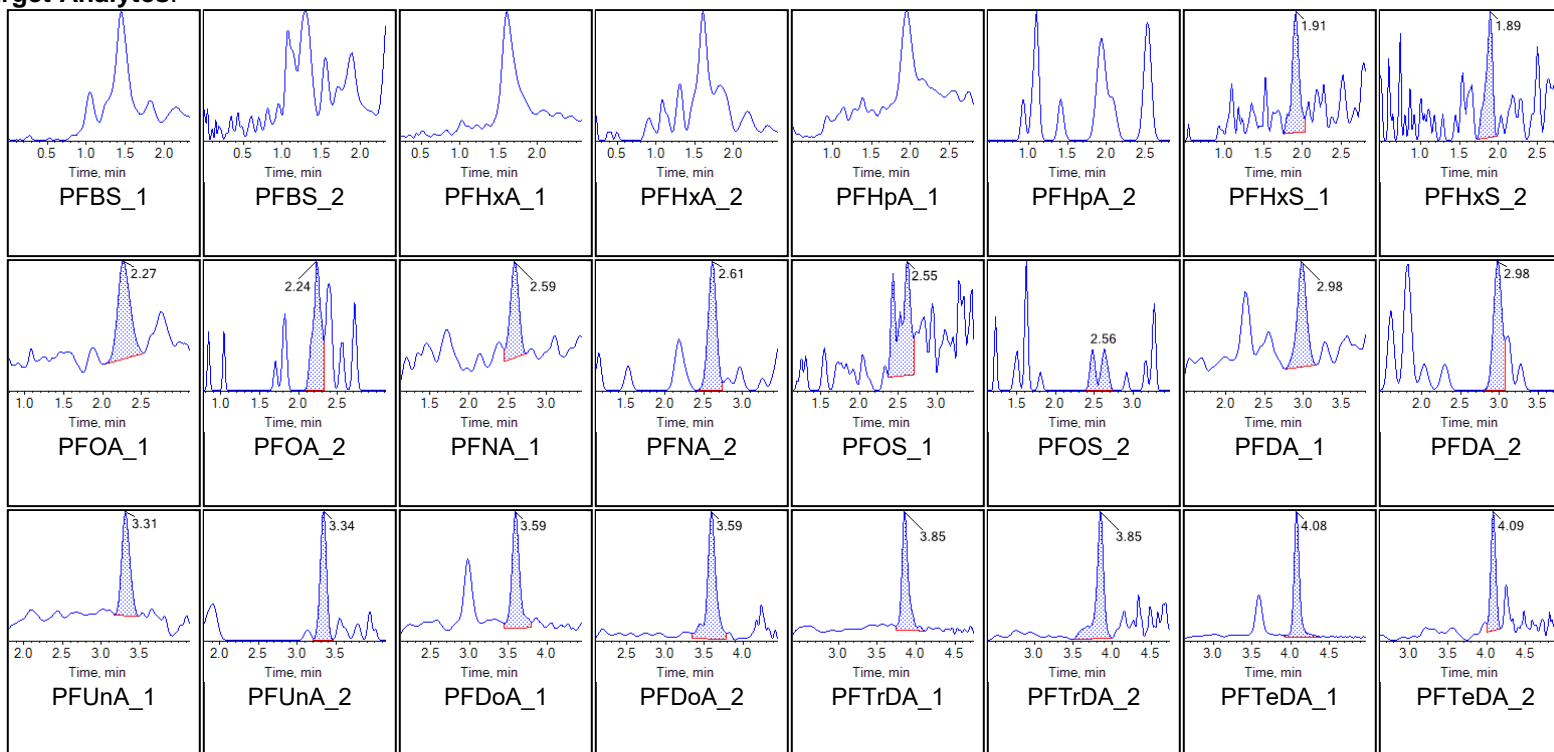 rget Analytes:
1.91
1.89
0.5 1.0 1.5 2.0
0.5 1.0 1.5 2.0
0.5 1.0 1.5 2.0
0.5 1.0 1.5 2.0
1.0 1.5 2.0 2.5
1.0 1.5 2.0 2.5
0.5 1.0 1.5 2.0 2.5
1.0 1.5 2.0 2.5
Time, min
Time, min
Time, min
Time, min
Time, min
Time, min
Time, min
Time, min
PFBS_1
PFBS_2
PFHxA_1
PFHxA_2
PFHpA_1
PFHpA_2
PFHxS_1
PFHxS_2
2.27
2.24
2.59
2.61
2.55
2.56
2.98
2.98
1.0 1.5 2.0 2.5
1.0 1.5 2.0 2.5
1.5 2.0 2.5 3.0
1.5 2.0 2.5 3.0
1.5 2.0 2.5 3.0
1.5 2.0 2.5 3.0
2.0 2.5 3.0 3.5
2.0 2.5 3.0 3.5
Time, min
Time, min
Time, min
Time, min
Time, min
Time, min
Time, min
Time, min
PFOA_1
PFOA_2
PFNA_1
PFNA_2
PFOS_1
PFOS_2
PFDA_1
PFDA_2
3.31
3.34
3.59
3.59
3.85
3.85
4.08
4.09
2.0 2.5 3.0 3.5 4.0
2.0 2.5 3.0 3.5 4.0
2.5 3.0 3.5 4.0
2.5 3.0 3.5 4.0
3.0 3.5 4.0 4.5
3.0 3.5 4.0 4.5
3.0 3.5 4.0 4.5
3.0 3.5 4.0 4.5
Time, min
Time, min
Time, min
Time, min
Time, min
Time, min
Time, min
Time, min
PFUnA_1
PFUnA_2
PFDoA_1
PFDoA_2
PFTrDA_1
PFTrDA_2
PFTeDA_1
PFTeDA_2